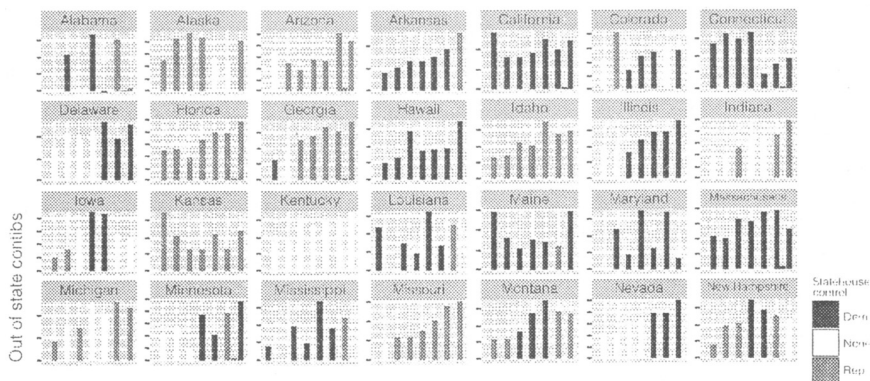 Alabama Alaska Arizona Arkansas California Colorado Connecticut
Delaware Florida Georgia Hawaii Idaho Illinois Indiana
Iowa Kansas Kentucky Louisiana Maine Maryland Massachusetts
Michigan Minnesota Mississippi Missouri Montana Nevada New Hampshire
Out of state contibs
Statehouse
control
Dem
None
Rep